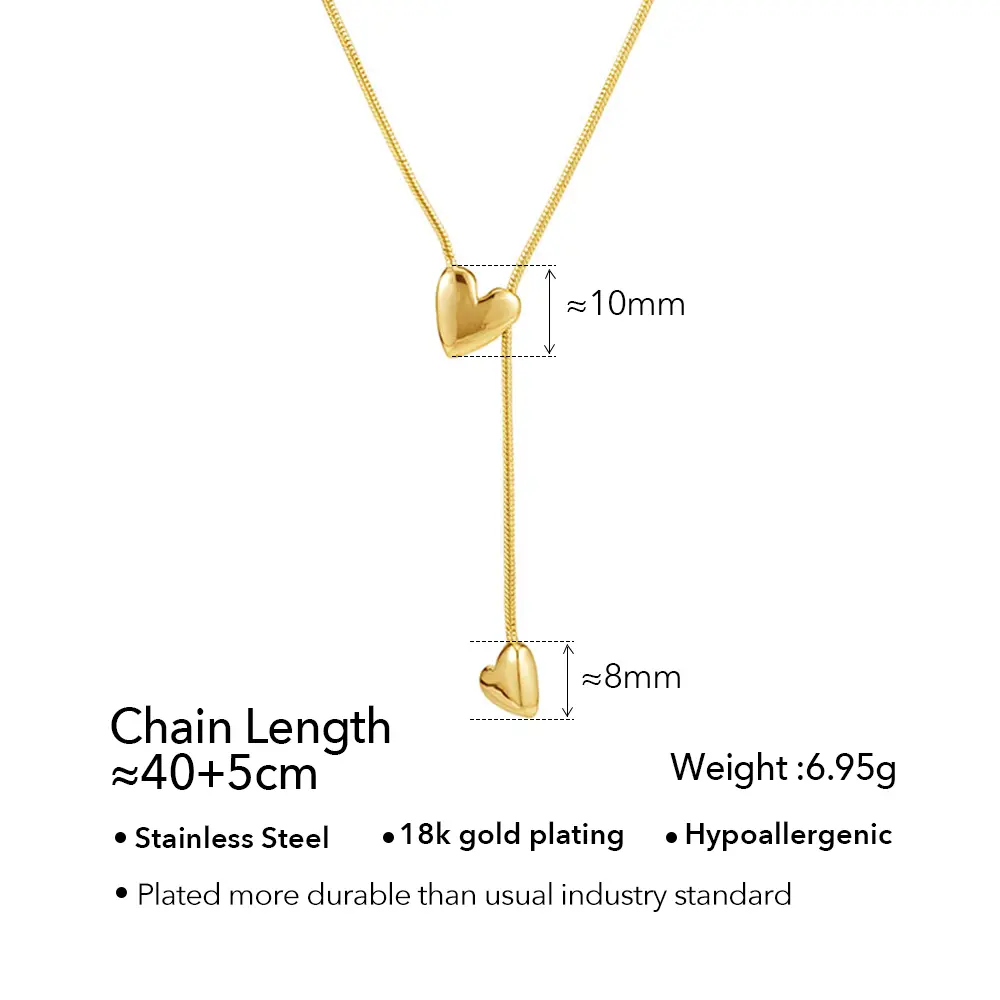 ≈10mm
≈8mm
Chain Length
≈40+5cm
Weight :6.95g
• Stainless Steel
• 18k gold plating
• Hypoallergenic
• Plated more durable than usual industry standard